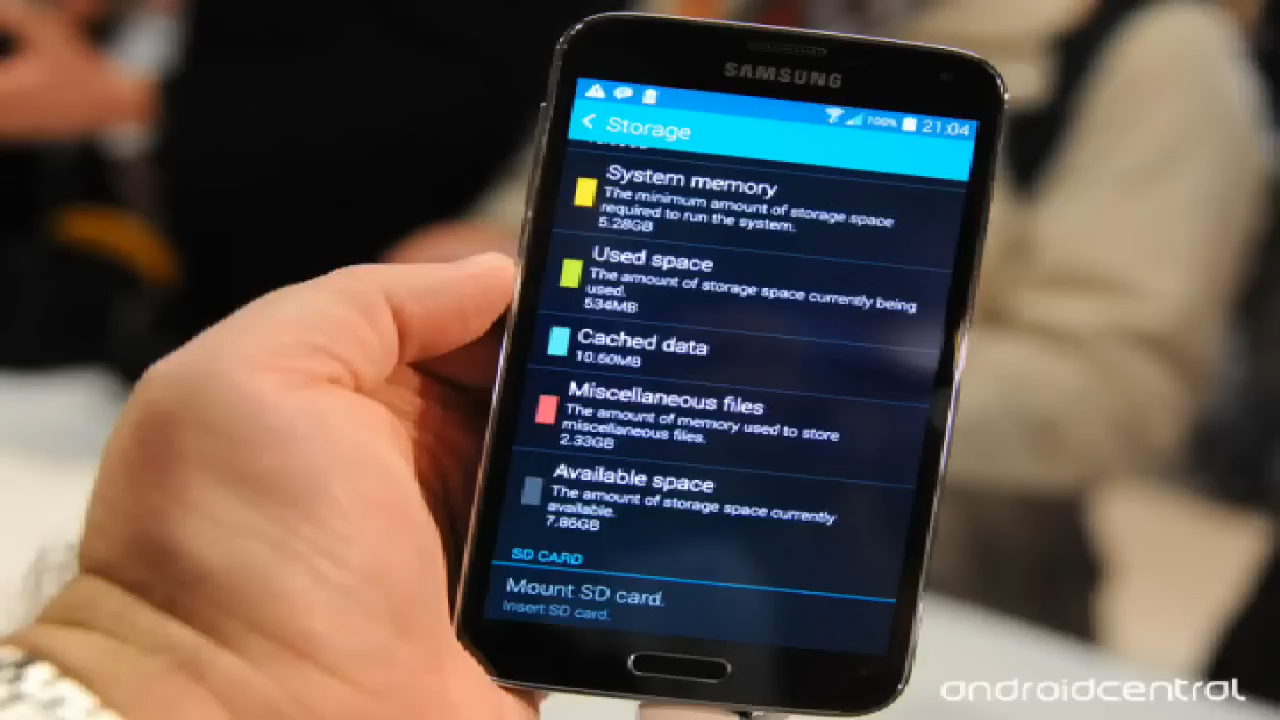 SAMSUNG
100% 21:04
< Storage
System memory
The minimum amount of storage space
required to run the system.
5.28GB
Used space
The amount of storage space currently being
used.
534MB
Cached data
10.60MB
Miscellaneous files
The amount of memory used to store
miscellaneous files.
2.33GB
Available space
The amount of storage space currently
available.
7.86GB
SD CARD
Mount SD card.
Insert SD card.
androidcentral